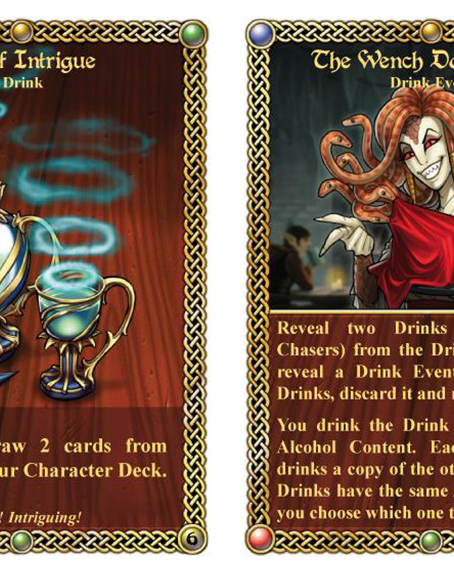 f Intrigue
Drink
raw 2 cards from
ur Character Deck.
! Intriguing!
6
The Wench Da
Drink Eve
Reveal two Drinks
Chasers) from the Dri
reveal a Drink Event
Drinks, discard it and r
You drink the Drink
Alcohol Content. Eac
drinks a copy of the ot
Drinks have the same
you choose which one t